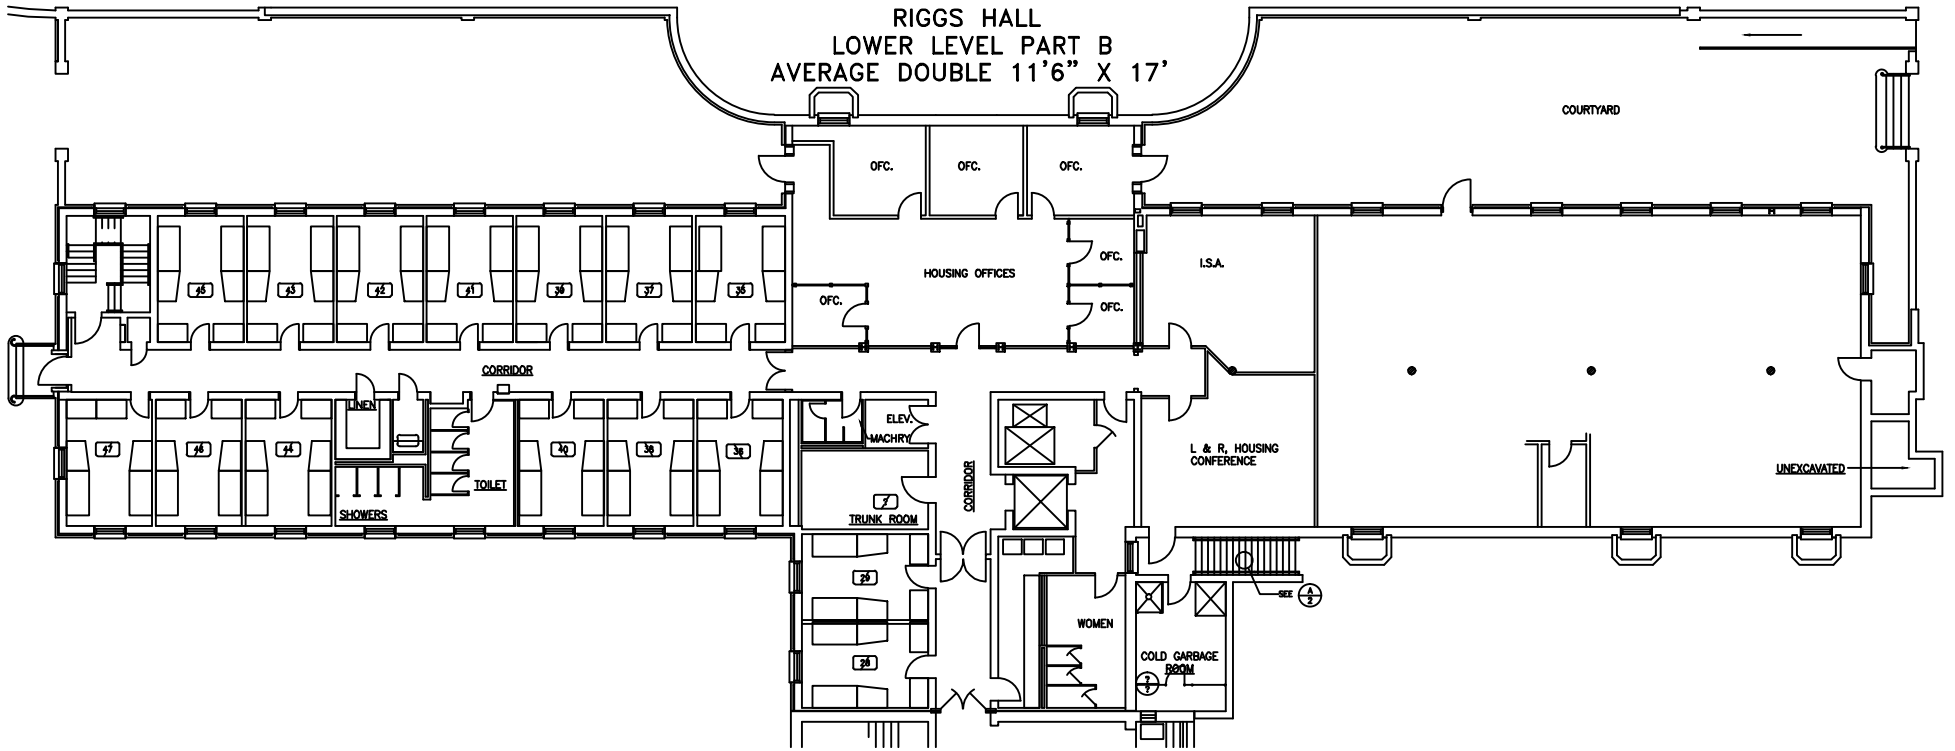 RIGGS HALL
LOWER LEVEL PART B
AVERAGE DOUBLE 11'6" X 17'
COURTYARD
OFC.
OFC.
OFC.
OFC.
I.S.A.
HOUSING OFFICES
45
43
42
41
39
37
35
OFC.
OFC.
CORRIDOR
LINEN
ELEV.
MACHRY
47
46
44
40
38
36
L & R, HOUSING
CONFERENCE
UNEXCAVATED
CORRIDOR
TOILET
?
SHOWERS
TRUNK ROOM
29
SEE
A
2
WOMEN
28
COLD GARBAGE
ROOM
?
?